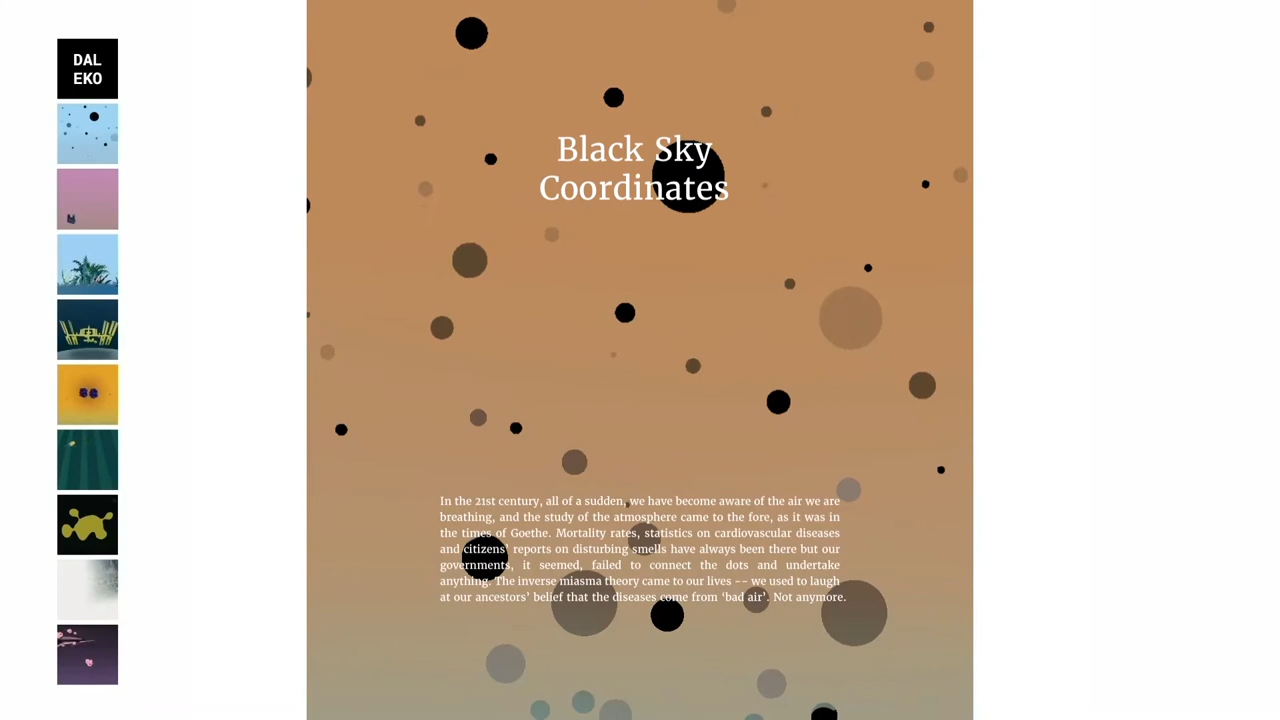 DAL
EKO
Black Sky
Coordinates
In the 21st century, all of a sudden, we have become aware of the air we are
breathing, and the study of the atmosphere came to the fore, as it was in
the times of Goethe. Mortality rates, statistics on cardiovascular diseases
and citizens’ reports on disturbing smells have always been there but our
governments, it seemed, failed to connect the dots and undertake
anything. The inverse miasma theory came to our lives -- we used to laugh
at our ancestors’ belief that the diseases come from ‘bad air’. Not anymore.